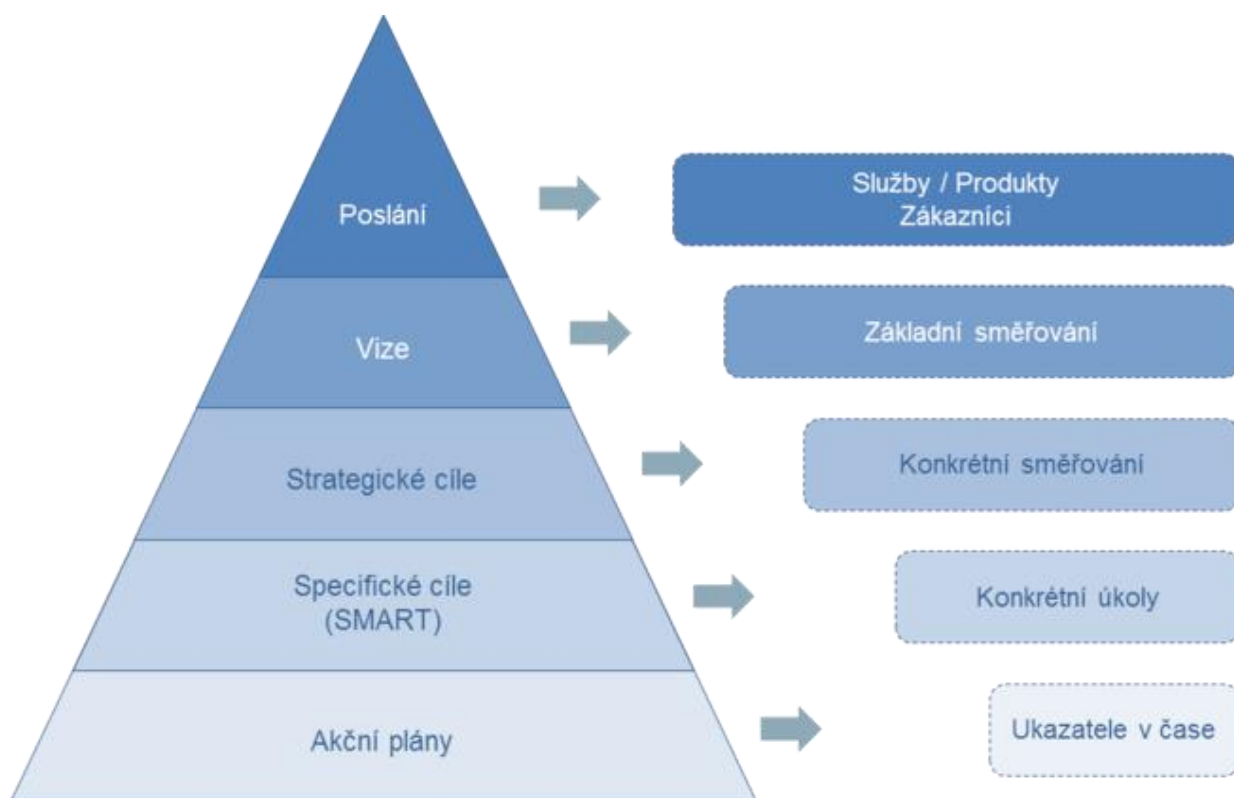 Poslání
Služby / Produkty
Zákazníci
Vize
Základní směřování
Strategické cíle
Konkrétní směřování
Specifické cíle
(SMART)
Konkrétní úkoly
Akční plány
Ukazatele v čase